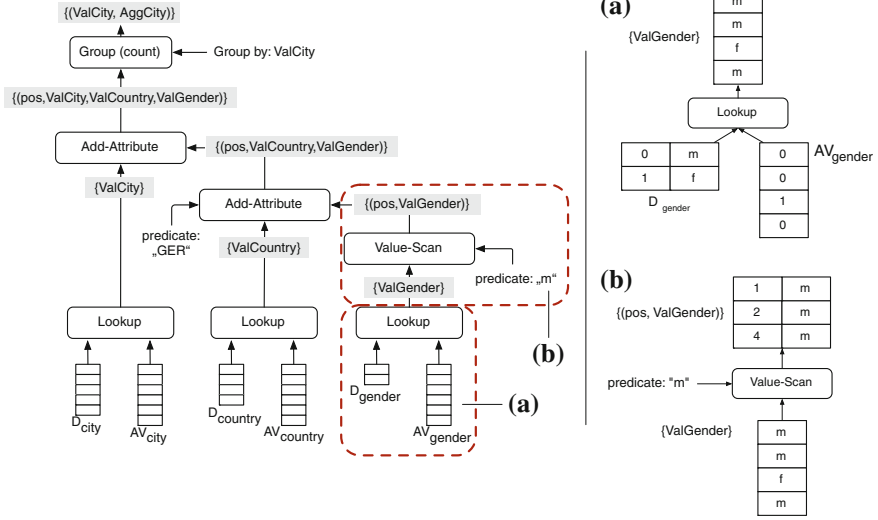 {(ValCity, AggCity)}
Group (count)
Group by: ValCity
{(pos,ValCity,ValCountry,ValGender)}
Add-Attribute
{(pos,ValCountry,ValGender)}
{ValCity}
Add-Attribute
{(pos,ValGender)}
predicate:
„GER“
{ValCountry}
Value-Scan
predicate: „m“
{ValGender}
Lookup
Lookup
Lookup
(b)
D city
AV city
D country
AV country
D gender
AV gender
(a)
(a)
m
{ValGender}
m
f
m
Lookup
0 m
1 f
D gender
0
0
1
0
AV gender
(b)
1 m
{(pos, ValGender)}
2 m
4 m
predicate: "m"
Value-Scan
{ValGender}
m
m
f
m